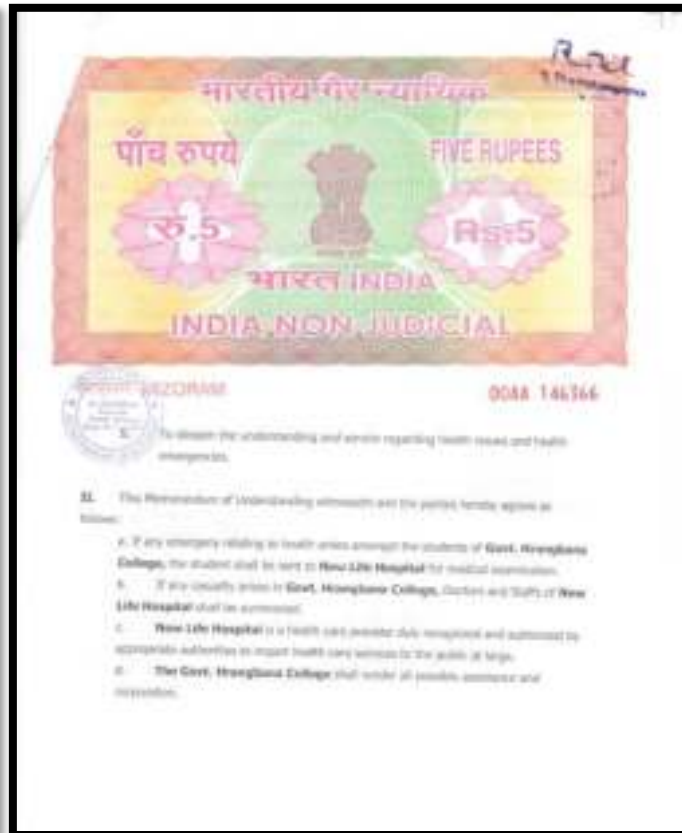 भारतीय गैर न्यायिक
पाँच रुपये FIVE RUPEES
रु.5 Rs.5
भारत INDIA
INDIA NON JUDICIAL
MIZORAM
00AA 146366
To deepen the understanding and service regarding health issues and health
emergencies.
II. This Memorandum of Understanding witnesseth and the parties hereby agrees as
follows:
a. If any emergency relating to health arises amongst the students of Govt. Hrangbana
College, the student shall be sent to New Life Hospital for medical examination.
b. If any casualty arises in Govt. Hrangbana College, Doctors and Staffs of New
Life Hospital shall be summoned.
c. New Life Hospital is a health care provider duly recognized and authorized by
appropriate authorities to impart health care services to the public at large.
d. The Govt. Hrangbana College shall render all possible assistance and
cooperation.